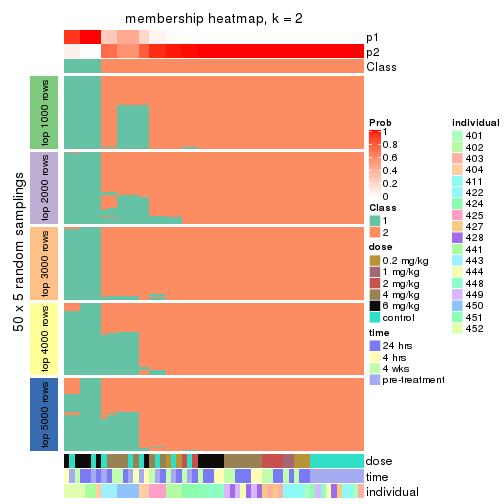 membership heatmap, k = 2
p1
p2
Class
50 x 5 random samplings
top 1000 rows
top 2000 rows
top 3000 rows
top 4000 rows
top 5000 rows
dose
time
individual
Prob
1
0.8
0.6
0.4
0.2
0
Class
1
2
dose
0.2 mg/kg
1 mg/kg
2 mg/kg
4 mg/kg
6 mg/kg
control
time
24 hrs
4 hrs
4 wks
pre-treatment
individual
401
402
403
404
411
422
424
425
427
428
441
443
444
448
449
450
451
452